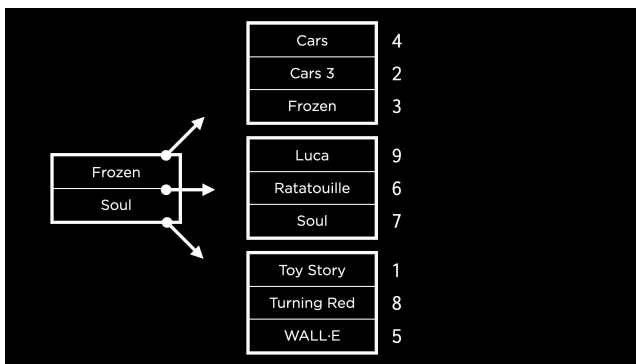 Cars 4
Cars 3 2
Frozen 3
Frozen
Soul
Luca 9
Ratatouille 6
Soul 7
Toy Story 1
Turning Red 8
WALL·E 5